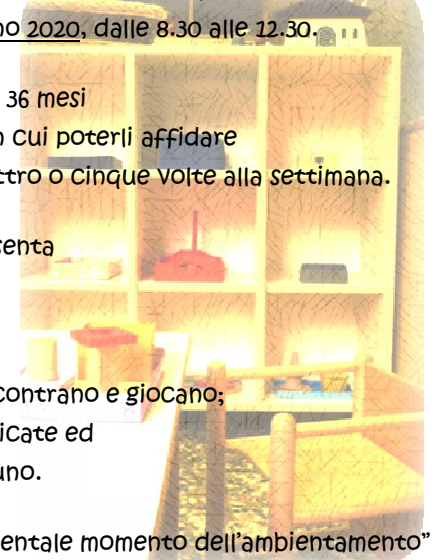 no 2020, dalle 8.30 alle 12.30.
36 mesi
n cui poterli affidare
ttro o cinque volte alla settimana.
senta
contrano e giocano;
icate ed
uno.
entale momento dell'ambientamento”